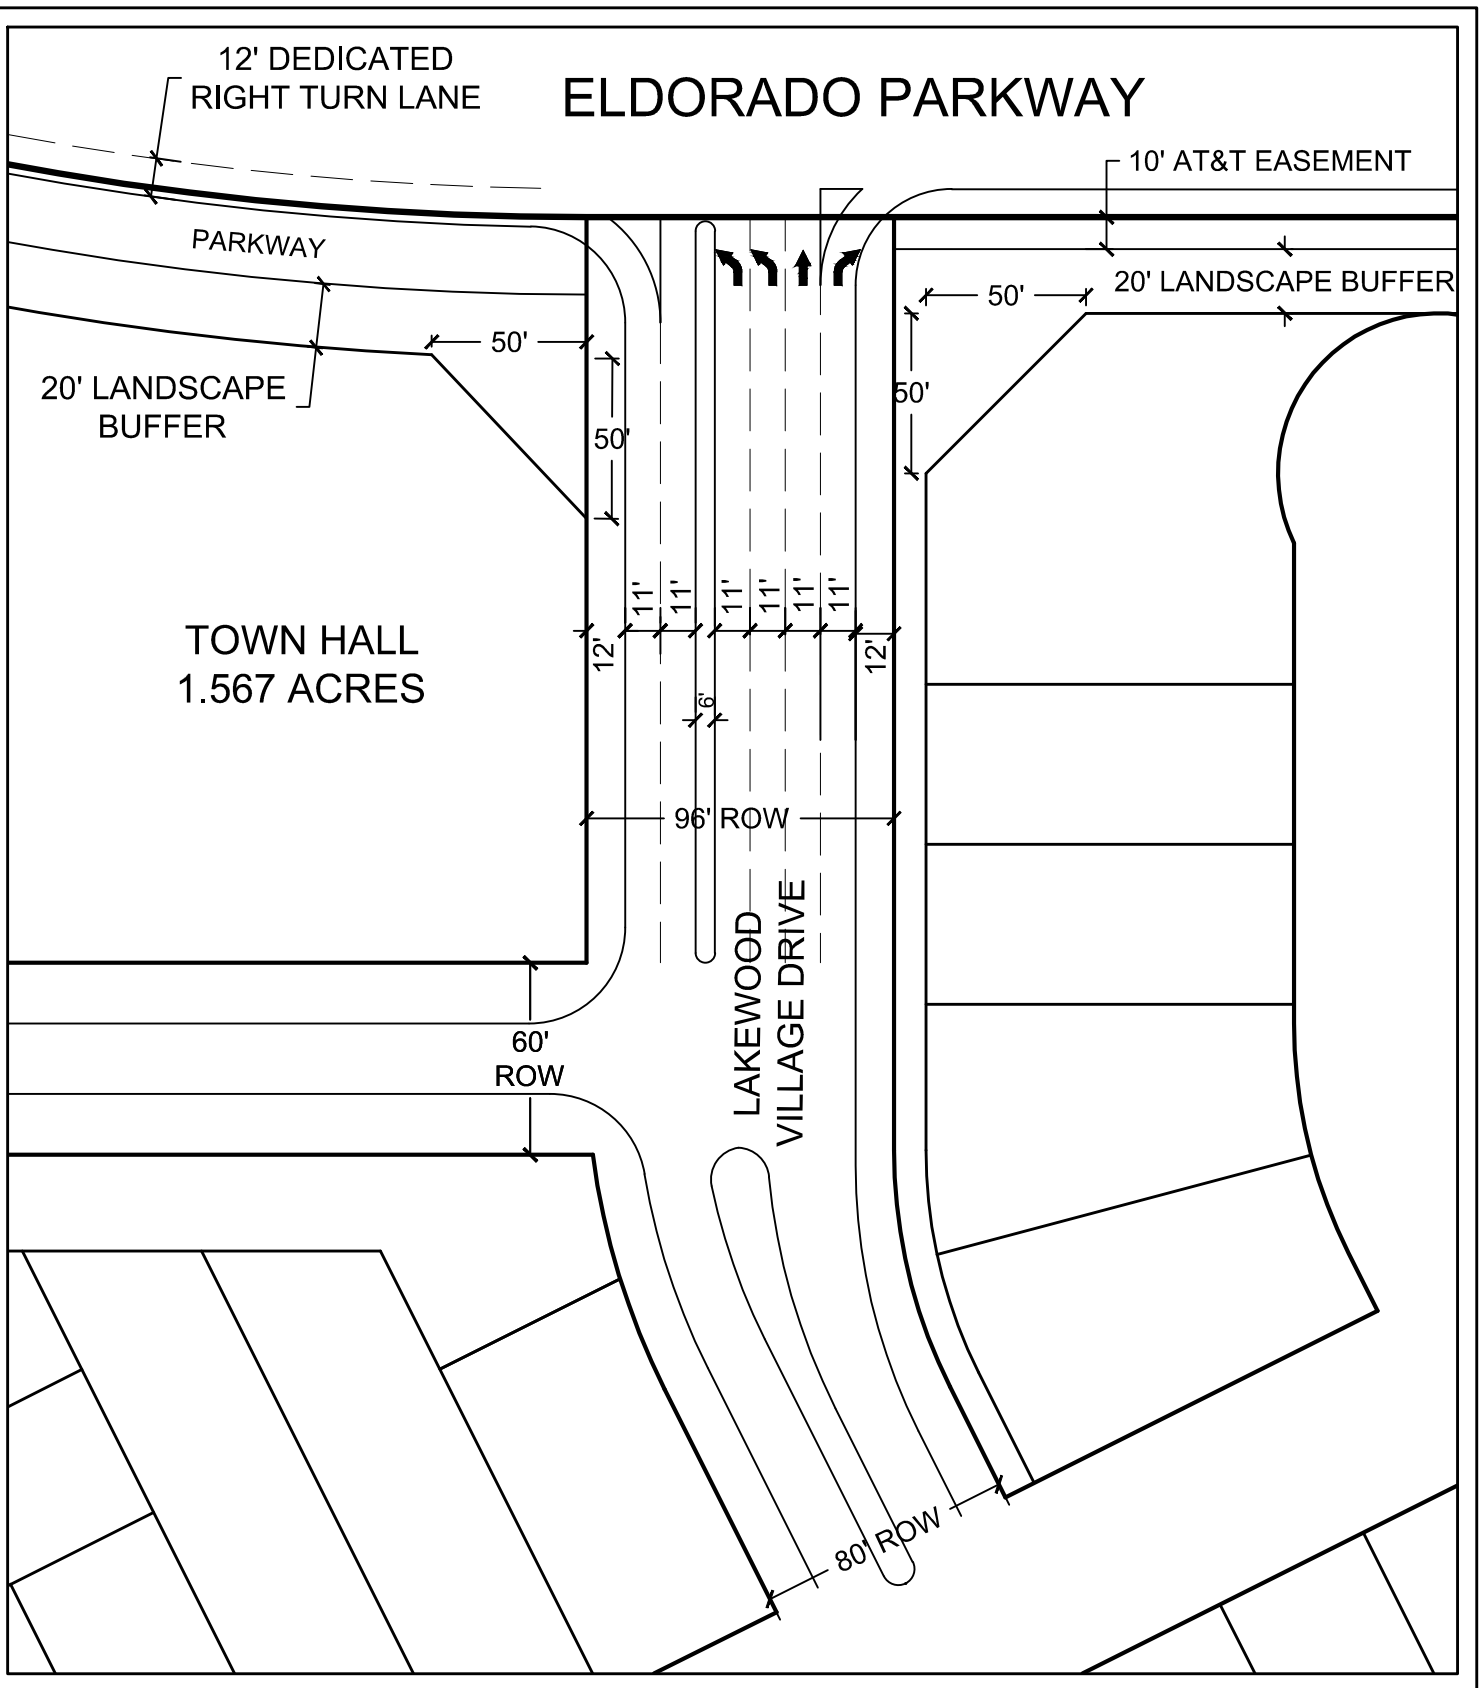 12' DEDICATED
RIGHT TURN LANE
ELDORADO PARKWAY
10' AT&T EASEMENT
PARKWAY
20' LANDSCAPE BUFFER
50'
50'
50'
50'
20' LANDSCAPE
BUFFER
TOWN HALL
1.567 ACRES
11'
11'
11'
11'
11'
11'
12'
12'
6'
96' ROW
LAKEWOOD
VILLAGE DRIVE
60'
ROW
80' ROW